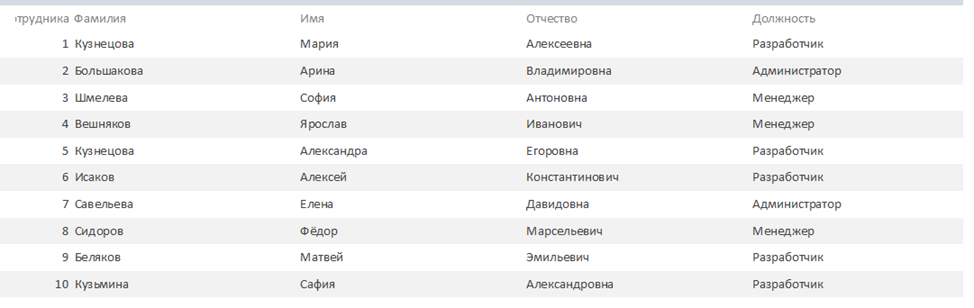 отрудника Фамилия Имя Отчество Должность
1 Кузнецова Мария Алексеевна Разработчик
2 Большакова Арина Владимировна Администратор
3 Шмелева София Антоновна Менеджер
4 Вешняков Ярослав Иванович Менеджер
5 Кузнецова Александра Егоровна Разработчик
6 Исаков Алексей Константинович Разработчик
7 Савельева Елена Давидовна Администратор
8 Сидоров Фёдор Марсельевич Менеджер
9 Беляков Матвей Эмильевич Разработчик
10 Кузьмина Сафия Александровна Разработчик